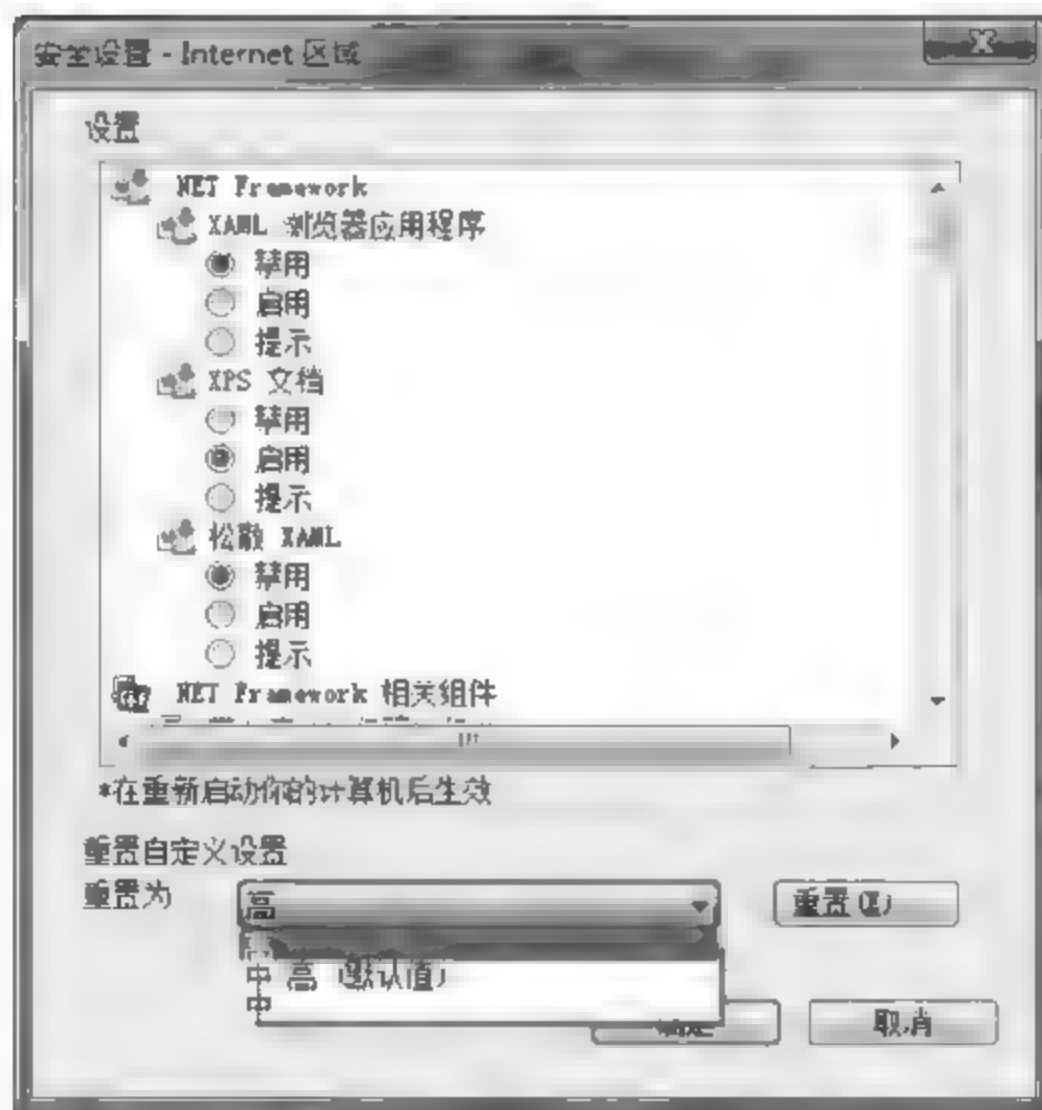 安全设置 - Internet 区域
设置
NET Framework
XAML 浏览器应用程序
禁用
启用
提示
XPS 文档
禁用
启用
提示
松散 XAML
禁用
启用
提示
NET Framework 相关组件
*在重新启动你的计算机后生效
重置自定义设置
重置为
高
重置(E)
高
中 高 (默认值)
中
确定
取消